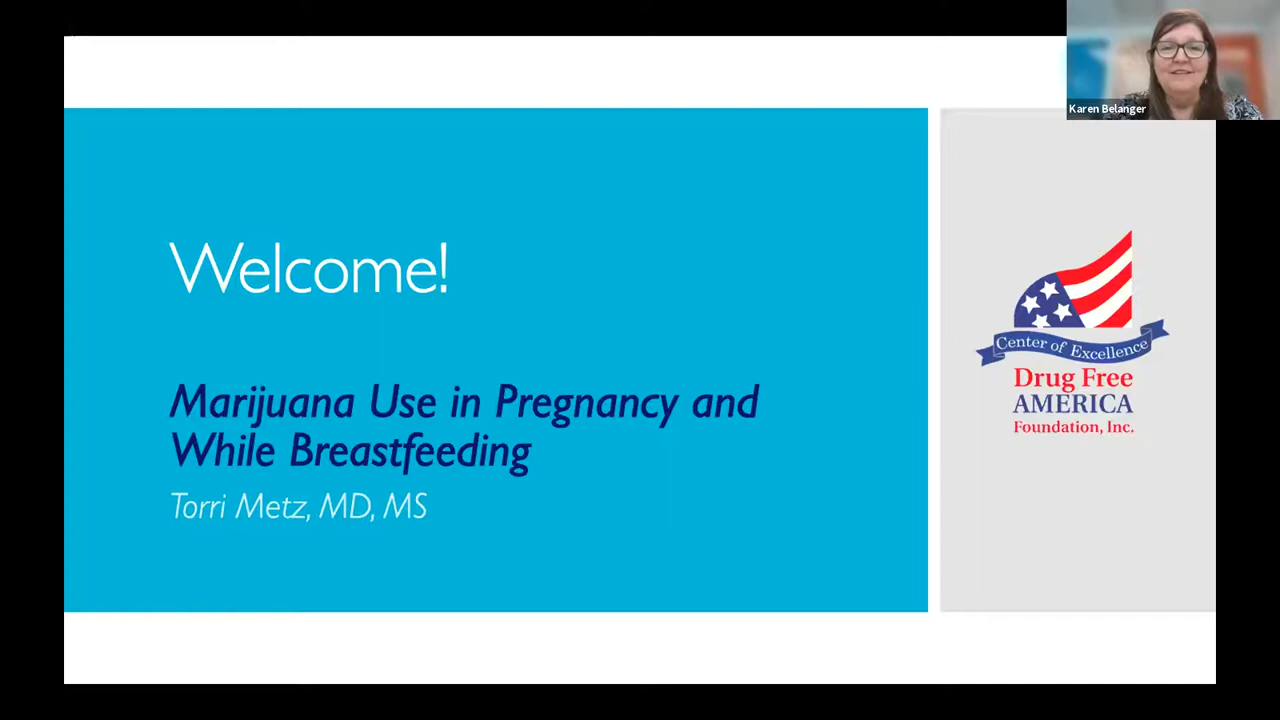 Karen Belanger
Welcome!
Marijuana Use in Pregnancy and
While Breastfeeding
Torri Metz, MD, MS
Center of Excellence
Drug Free
AMERICA
Foundation, Inc.